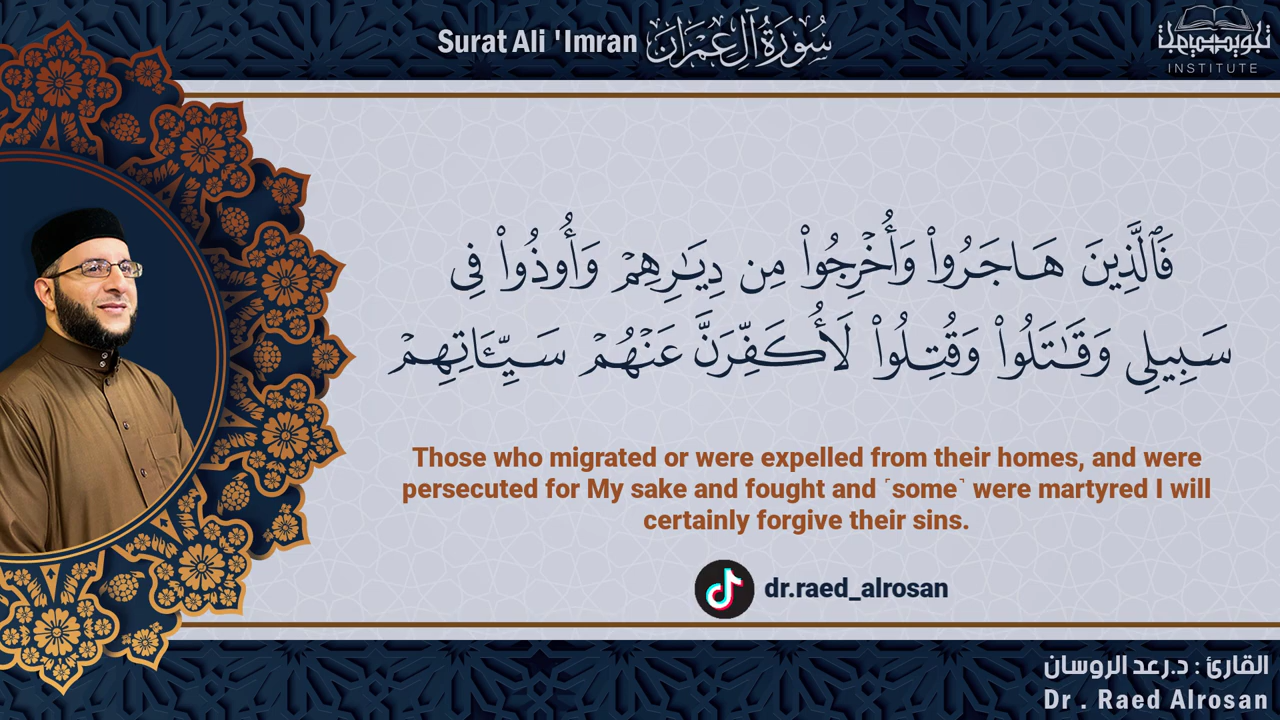 Surat Ali 'Imran سُورَةُ آلِ عِمْرَانَ
INSTITUTE
فَٱلَّذِينَ هَاجَرُوا۟ وَأُخْرِجُوا۟ مِن دِيَـٰرِهِمْ وَأُوذُوا۟ فِى
سَبِيلِى وَقَـٰتَلُوا۟ وَقُتِلُوا۟ لَأُكَفِّرَنَّ عَنْهُمْ سَيِّـَٔاتِهِمْ
Those who migrated or were expelled from their homes, and were
persecuted for My sake and fought and ˹some˺ were martyred I will
certainly forgive their sins.
dr.raed_alrosan
القارئ : د.رعد الروسان
Dr . Raed Alrosan